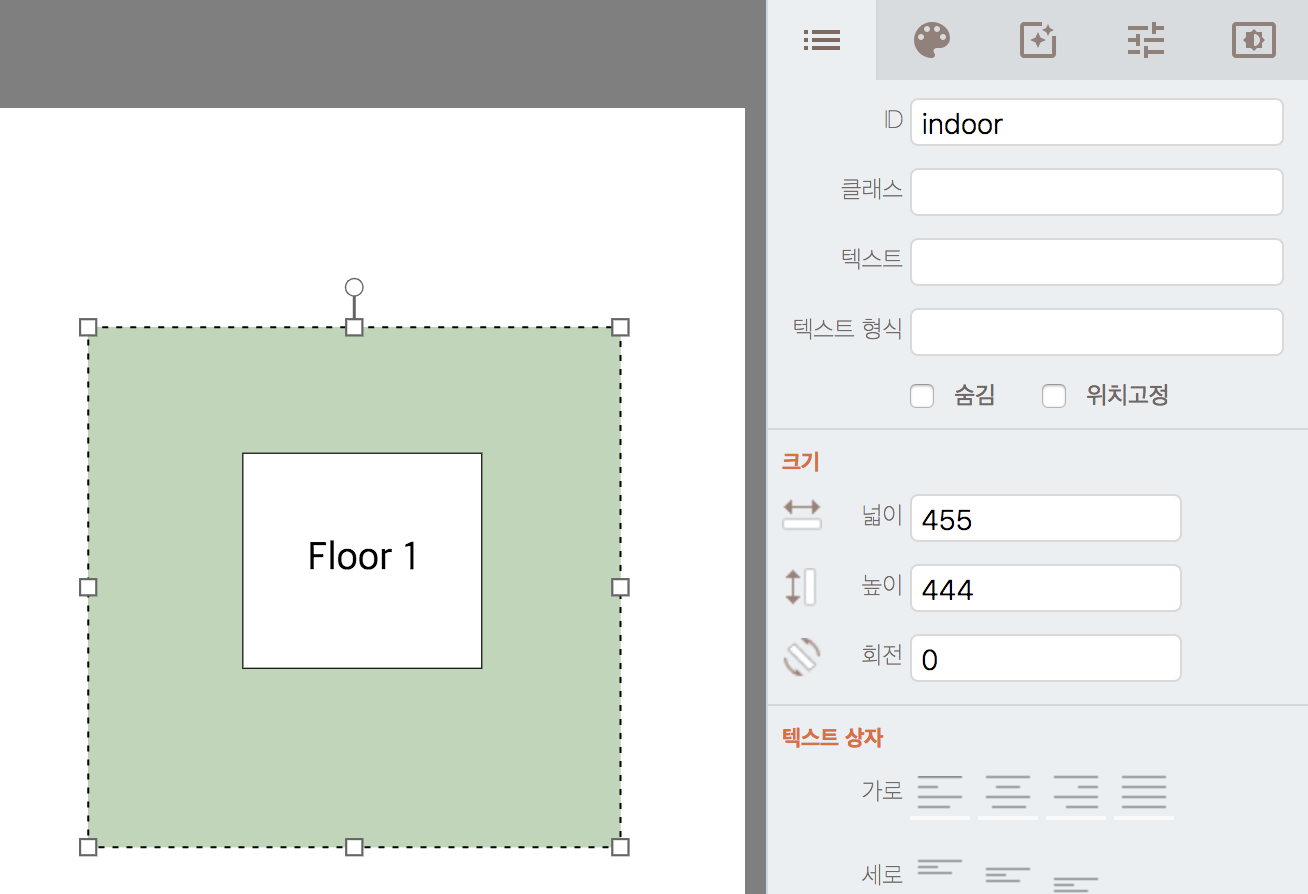 ID
indoor
클래스
텍스트
텍스트 형식
숨김
위치고정
크기
넓이
455
높이
444
회전
0
텍스트 상자
가로
세로
Floor 1